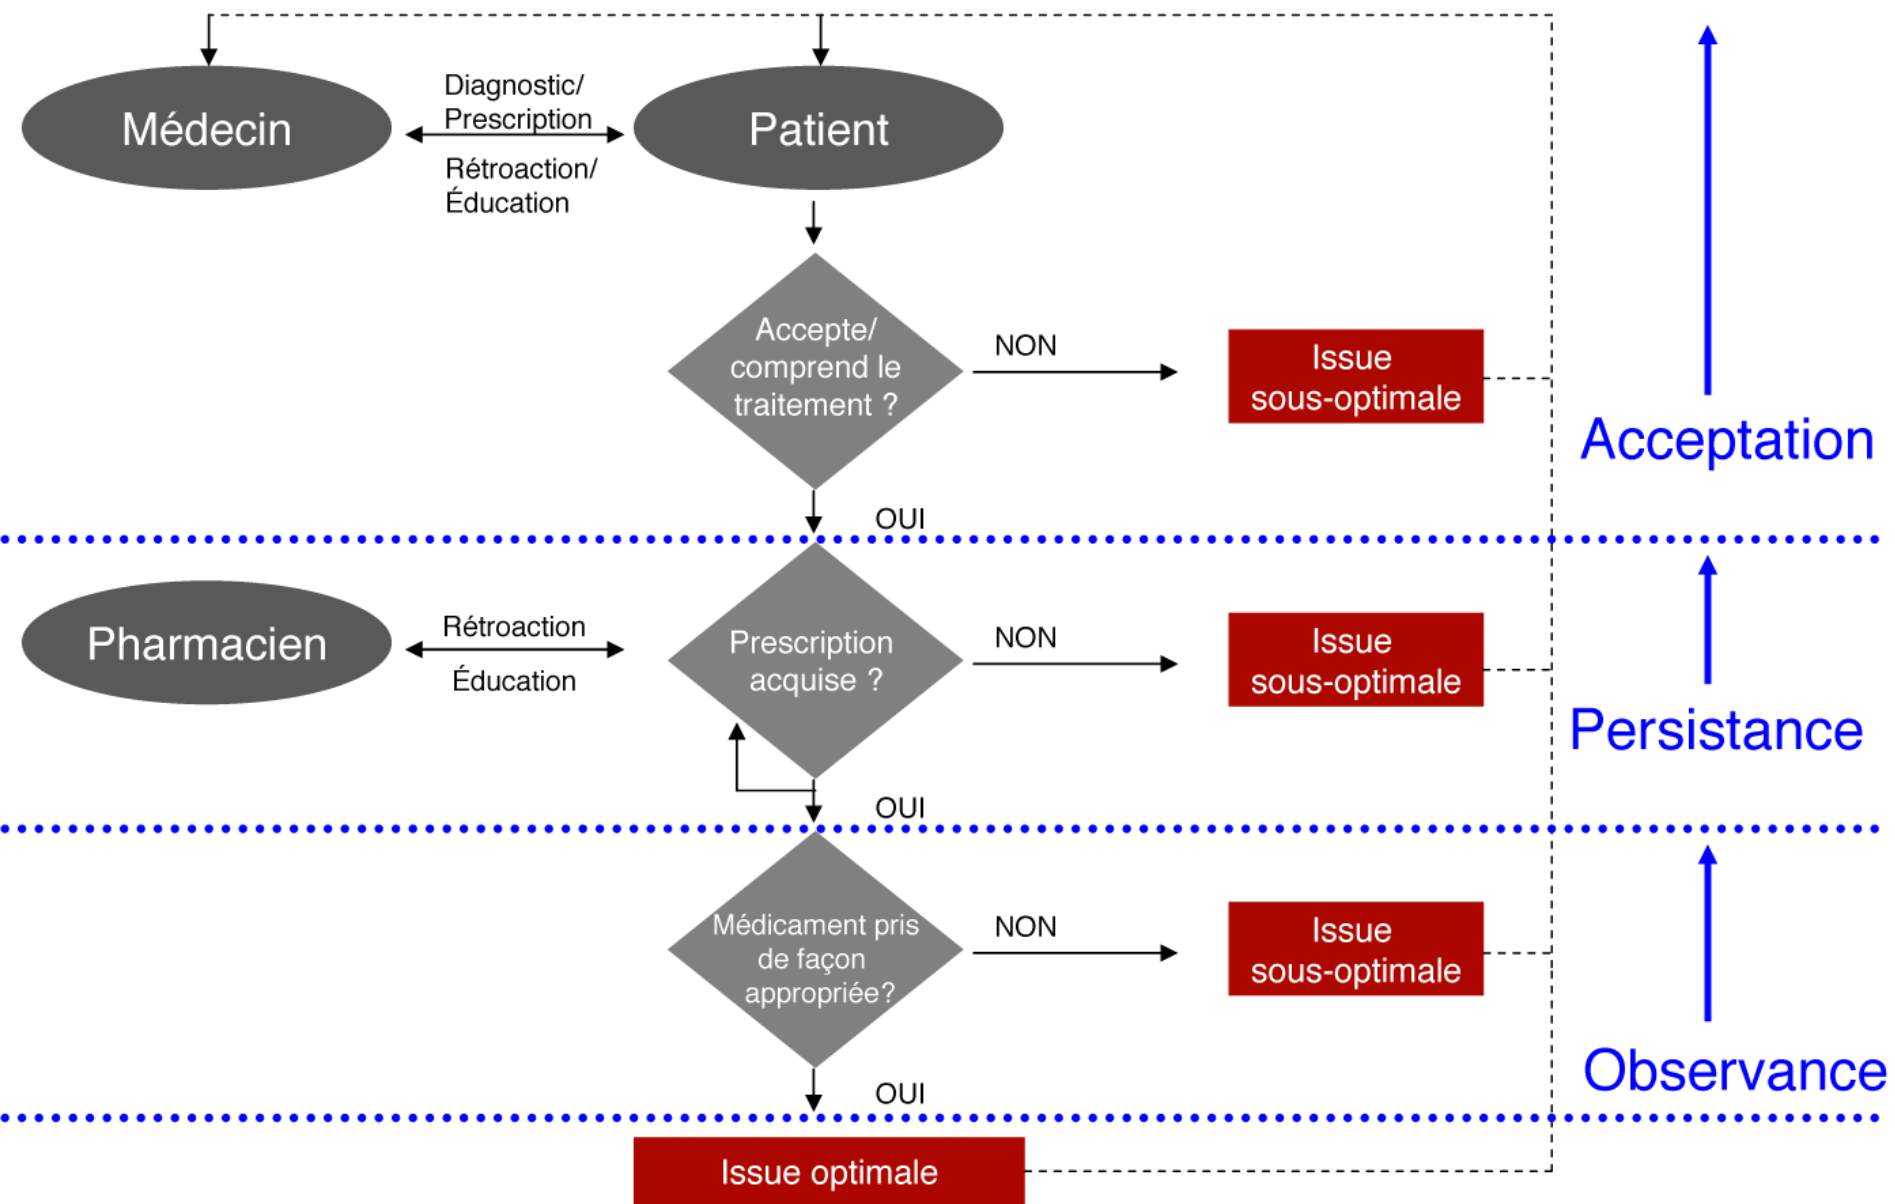 Médecin
Diagnostic/
Prescription
Rétroaction/
Éducation
Patient
Accepte/
comprend le
traitement ?
NON
Issue
sous-optimale
Acceptation
OUI
Pharmacien
Rétroaction
Éducation
Prescription
acquise ?
NON
Issue
sous-optimale
Persistance
OUI
Médicament pris
de façon
appropriée?
NON
Issue
sous-optimale
Observance
OUI
Issue optimale